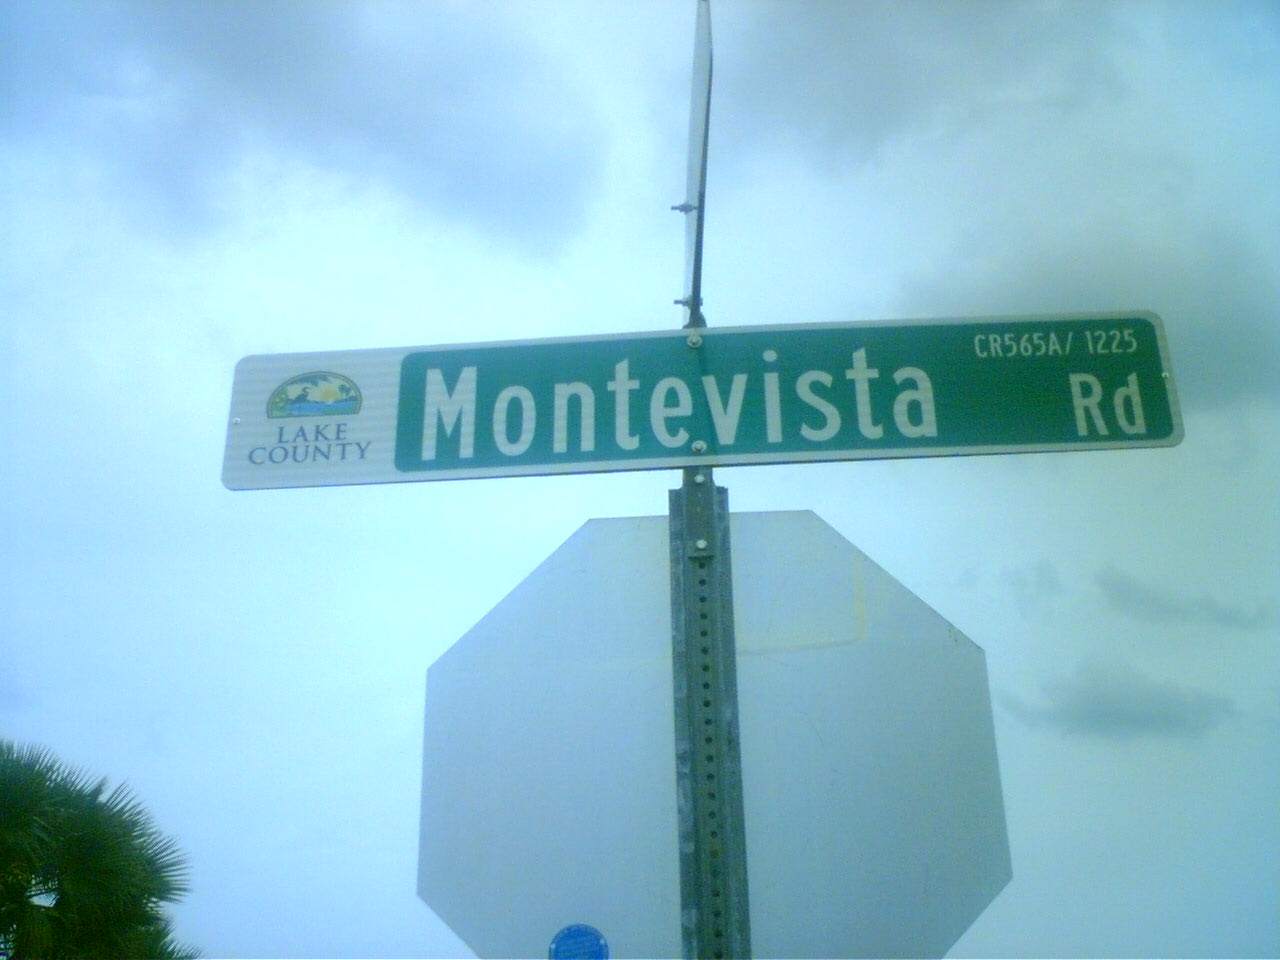 LAKE
COUNTY
Montevista
CR565A/ 1225
Rd